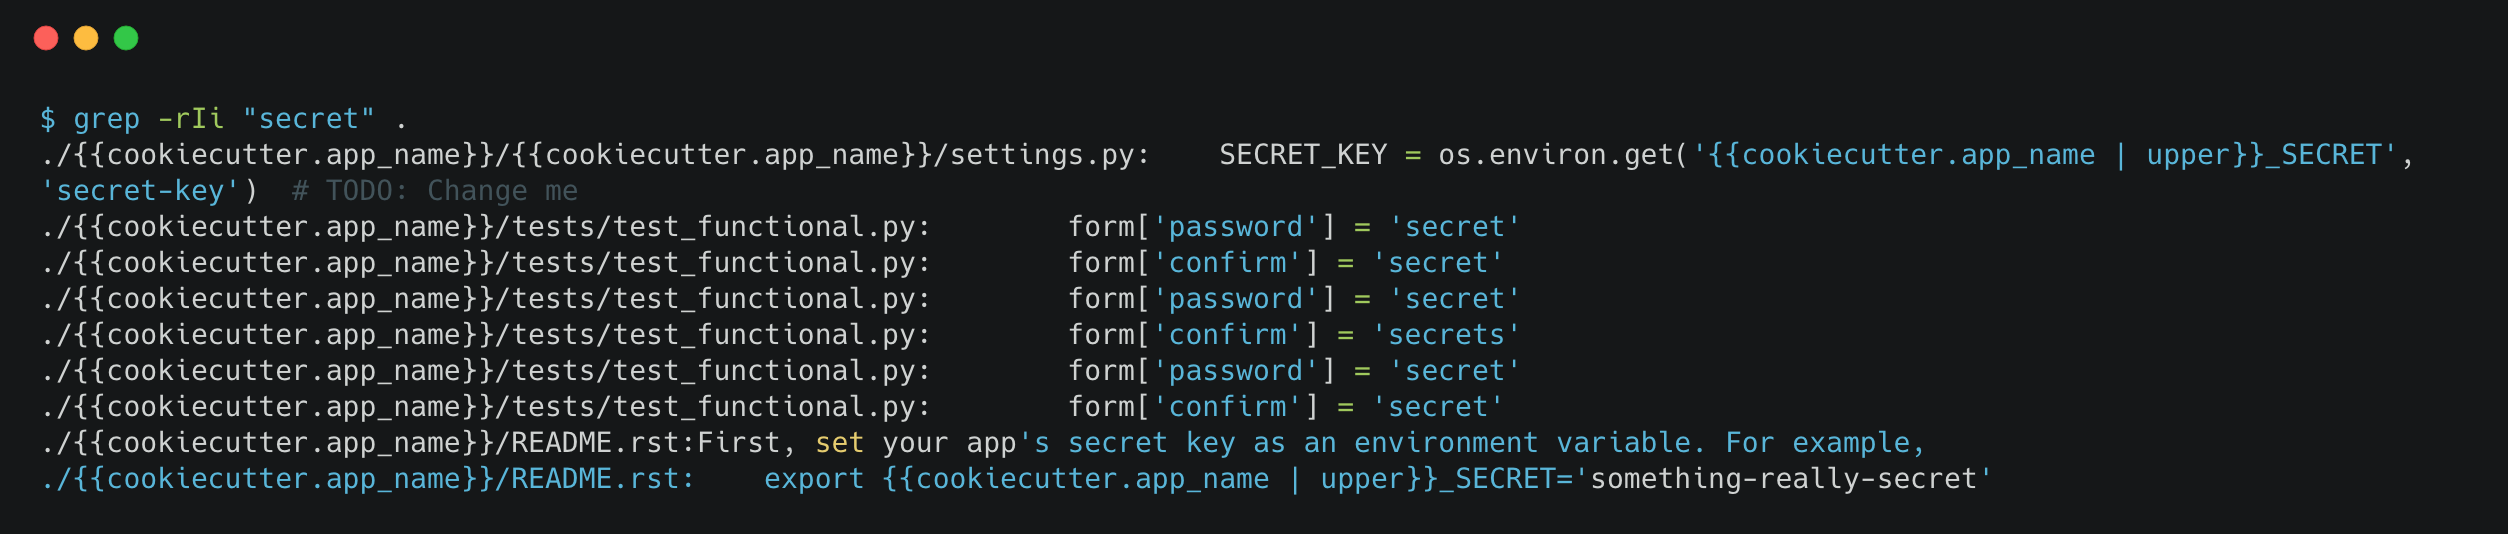 $ grep -rIi "secret" .
./{{cookiecutter.app_name}}/{{cookiecutter.app_name}}/settings.py:    SECRET_KEY = os.environ.get('{{cookiecutter.app_name | upper}}_SECRET',
'secret-key')  # TODO: Change me
./{{cookiecutter.app_name}}/tests/test_functional.py:        form['password'] = 'secret'
./{{cookiecutter.app_name}}/tests/test_functional.py:        form['confirm'] = 'secret'
./{{cookiecutter.app_name}}/tests/test_functional.py:        form['password'] = 'secret'
./{{cookiecutter.app_name}}/tests/test_functional.py:        form['confirm'] = 'secrets'
./{{cookiecutter.app_name}}/tests/test_functional.py:        form['password'] = 'secret'
./{{cookiecutter.app_name}}/tests/test_functional.py:        form['confirm'] = 'secret'
./{{cookiecutter.app_name}}/README.rst:First, set your app's secret key as an environment variable. For example,
./{{cookiecutter.app_name}}/README.rst:    export {{cookiecutter.app_name | upper}}_SECRET='something-really-secret'